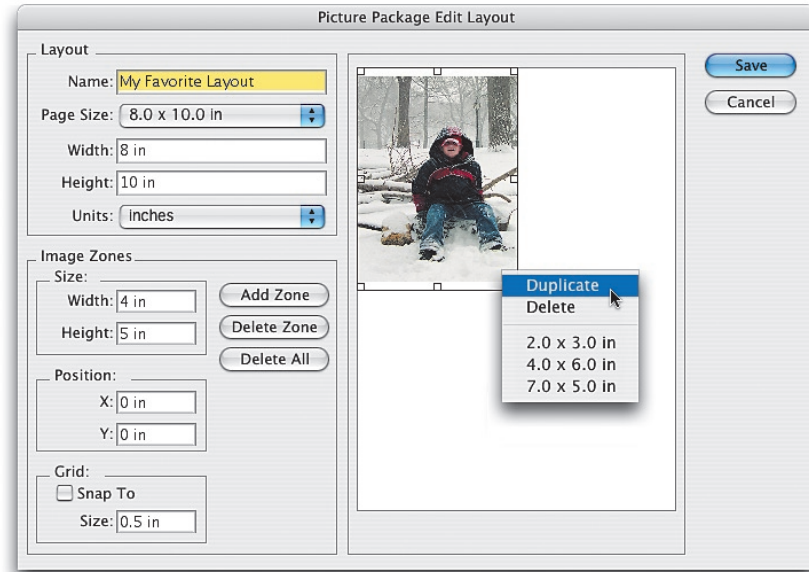 Picture Package Edit Layout
Layout
Name: My Favorite Layout
Page Size: 8.0 x 10.0 in
Width: 8 in
Height: 10 in
Units: inches
Image Zones
Size:
Width: 4 in
Height: 5 in
Add Zone
Delete Zone
Delete All
Position:
X: 0 in
Y: 0 in
Grid:
Snap To
Size: 0.5 in
Duplicate
Delete
2.0 x 3.0 in
4.0 x 6.0 in
7.0 x 5.0 in
Save
Cancel